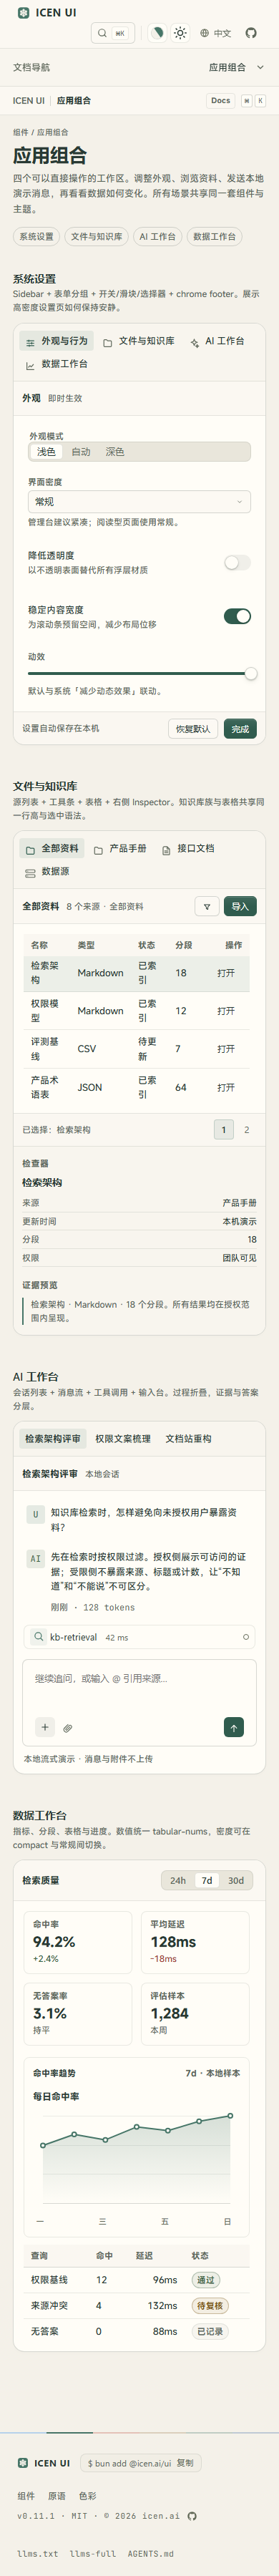 ICEN UI
⌘K
中文
文档导航
应用组合
ICEN UI
应用组合
Docs
⌘ K
组件 / 应用组合
应用组合
四个可以直接操作的工作区。调整外观、浏览资料、发送本地
演示消息，再看看数据如何变化。所有场景共享同一套组件与
主题。
系统设置
文件与知识库
AI 工作台
数据工作台
系统设置
Sidebar + 表单分组 + 开关/滑块/选择器 + chrome footer。展示
高密度设置页如何保持安静。
外观与行为
文件与知识库
AI 工作台
数据工作台
外观 即时生效
外观模式
浅色 自动 深色
界面密度
常规
管理台建议紧凑；阅读型页面使用常规。
降低透明度
以不透明表面替代所有浮层材质
稳定内容宽度
为滚动条预留空间，减少布局位移
动效
默认与系统「减少动态效果」联动。
设置自动保存在本机
恢复默认
完成
文件与知识库
源列表 + 工具条 + 表格 + 右侧 Inspector。知识库族与表格共享同
一行高与选中语法。
全部资料
产品手册
接口文档
数据源
全部资料 8 个来源 · 全部资料
导入
名称 类型 状态 分段 操作
检索架构 Markdown 已索引 18 打开
权限模型 Markdown 已索引 12 打开
评测基线 CSV 待更新 7 打开
产品术语表 JSON 已索引 64 打开
已选择：检索架构
1 2
检查器
检索架构
来源 产品手册
更新时间 本机演示
分段 18
权限 团队可见
证据预览
检索架构 · Markdown · 18 个分段。所有结果均在授权范
围内呈现。
AI 工作台
会话列表 + 消息流 + 工具调用 + 输入台。过程折叠，证据与答案
分层。
检索架构评审 权限文案梳理 文档站重构
检索架构评审 本地会话
U
知识库检索时，怎样避免向未授权用户暴露资
料？
AI
先在检索时按权限过滤。授权侧展示可访问的证
据；受限侧不暴露来源、标题或计数，让“不知
道”和“不能说”不可区分。
刚刚 · 128 tokens
kb-retrieval 42 ms
继续追问，或输入 @ 引用来源…
本地流式演示 · 消息与附件不上传
数据工作台
指标、分段、表格与进度。数值统一 tabular-nums，密度可在
compact 与常规间切换。
检索质量
24h 7d 30d
命中率
94.2%
+2.4%
平均延迟
128ms
-18ms
无答案率
3.1%
持平
评估样本
1,284
本周
命中率趋势 7d · 本地样本
每日命中率
一 三 五 日
查询 命中 延迟 状态
权限基线 12 96ms 通过
来源冲突 4 132ms 待复核
无答案 0 88ms 已记录
ICEN UI
$ bun add @icen.ai/ui 复制
组件 原语 色彩
v0.11.1 · MIT · © 2026 icen.ai
llms.txt llms-full AGENTS.md